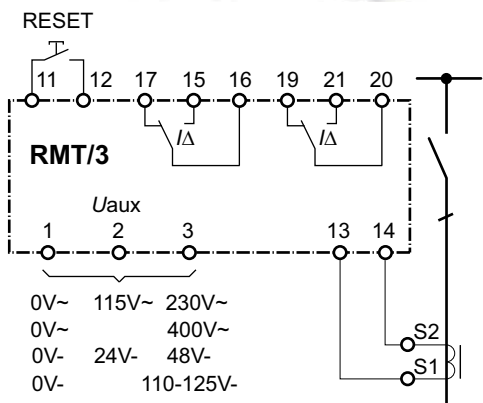 RESET
11 12 17 15 16 19 21 20
IΔ IΔ
RMT/3
Uaux
1 2 3 13 14
0V~ 115V~ 230V~
0V~ 400V~
S2
0V- 24V- 48V-
S1
0V- 110-125V-